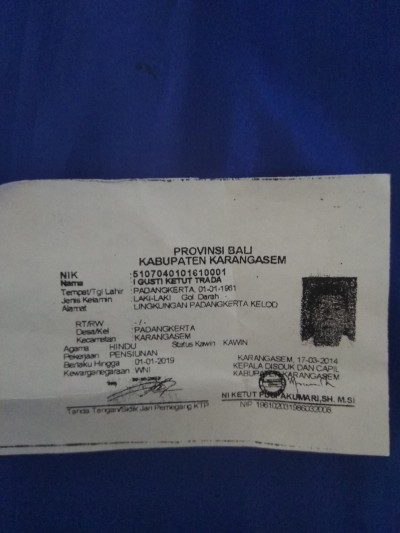 PROVINSI BALI
KABUPATEN KARANGASEM
NIK : 5107040101610001
Nama : I GUSTI KETUT TRADA
Tempat/Tgl Lahir : PADANGKERTA 01-01-1961
Jenis Kelamin : LAKI-LAKI Gol Darah
Alamat : LINGKUNGAN PADANGKERTA KELOD
RT/RW : - / -
Desa/Kel : PADANGKERTA
Kecamatan : KARANGASEM
Agama : HINDU Status Kawin KAWIN
Pekerjaan : PENSIUNAN
Berlaku Hingga : 01-01-2019
Kewarganegaraan : WNI
KARANGASEM, 17-03-2014
KEPALA DISDUK DAN CAPIL
KABUPATEN KARANGASEM
NI KETUT PUSPAKUMARI, SH. M.Si
NIP. 196102031986032008
Tanda Tangan/Sidik Jari Pemegang KTP